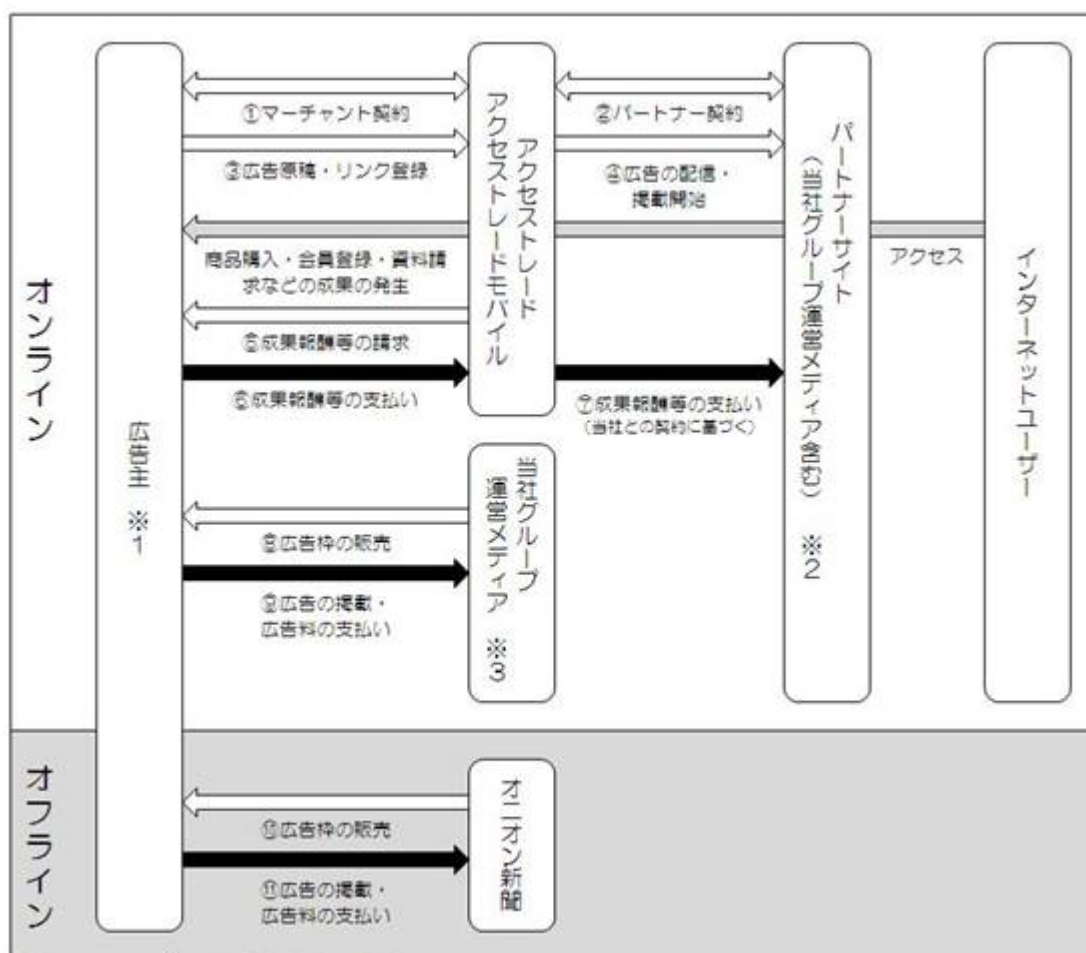 オンライン
広告主 ※1
①マーチャント契約
③広告原稿・リンク登録
商品購入・会員登録・資料請
求などの成果の発生
⑤成果報酬等の請求
⑥成果報酬等の支払い
アクセストレード
アクセストレードモバイル
②パートナー契約
④広告の配信・
掲載開始
⑦成果報酬等の支払い
(当社との契約に基づく)
パートナーサイト
(当社グループ運営メディア含む) ※2
アクセス
インターネットユーザー
⑧広告枠の販売
⑨広告の掲載・
広告料の支払い
当社グループ
運営メディア ※3
オフライン
⑩広告枠の販売
⑪広告の掲載・
広告料の支払い
オニオン新聞